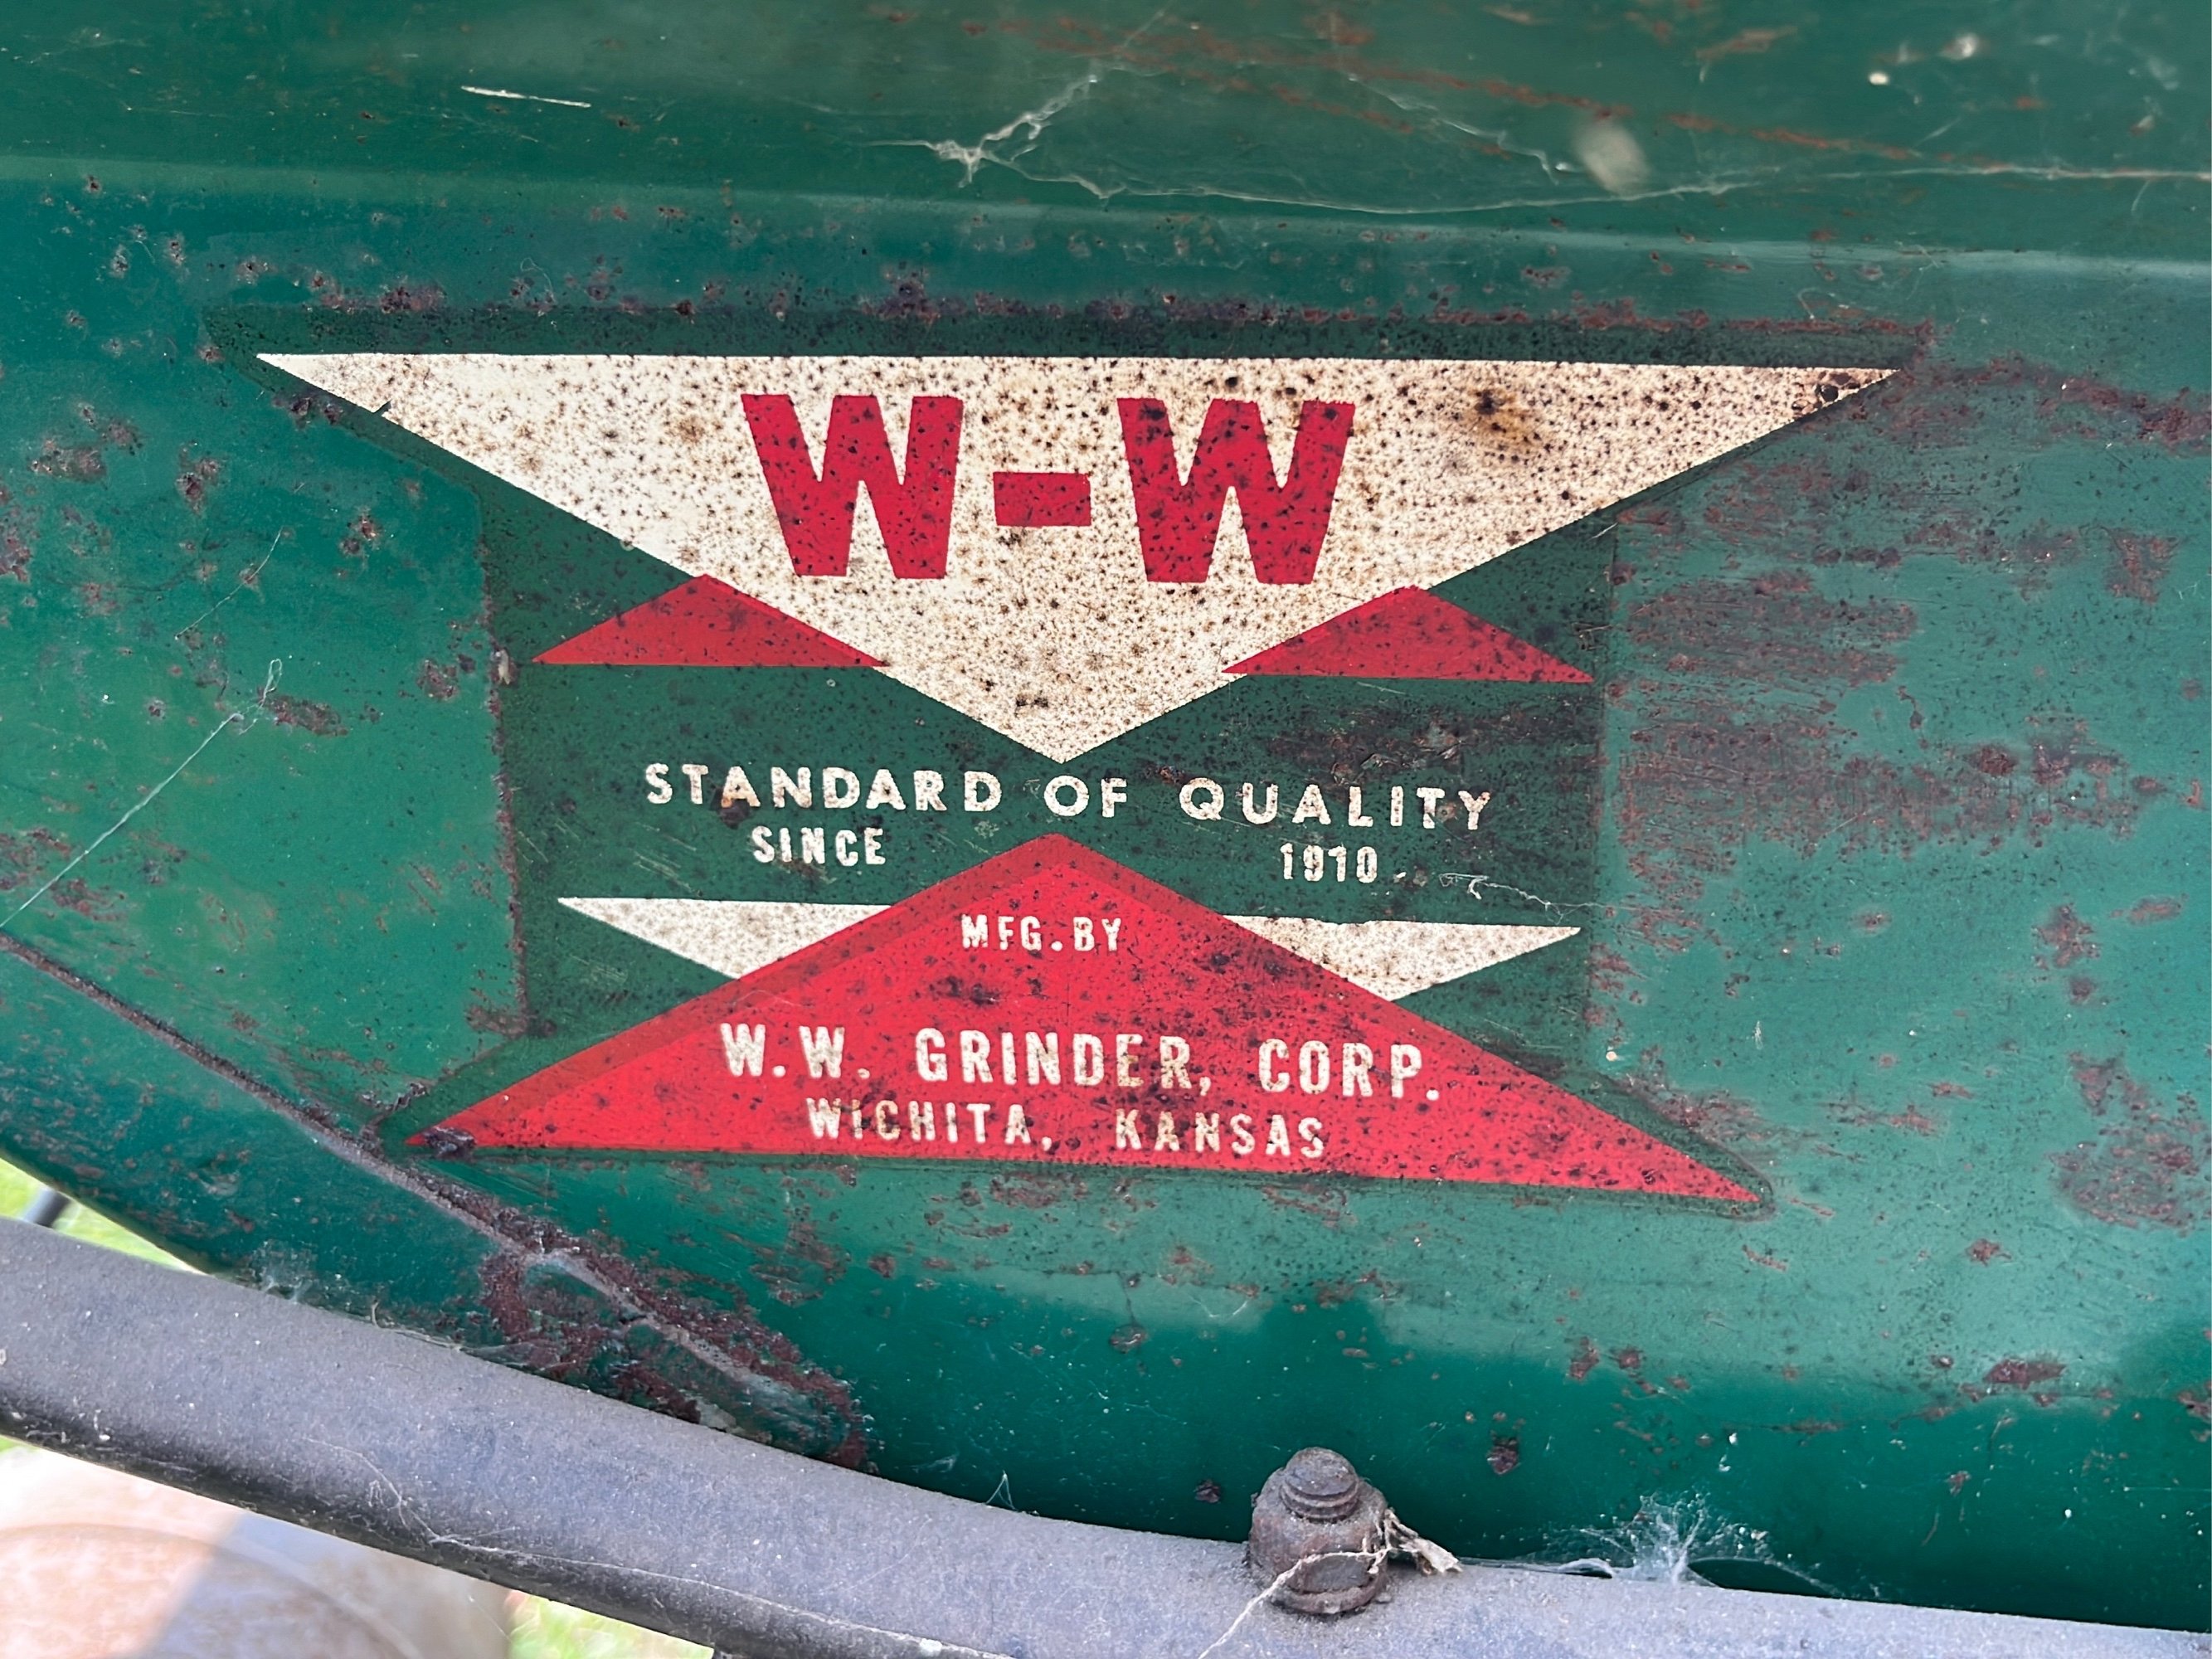 W-W
STANDARD OF QUALITY
SINCE 1910
MFG. BY
W.W. GRINDER, CORP.
WICHITA, KANSAS